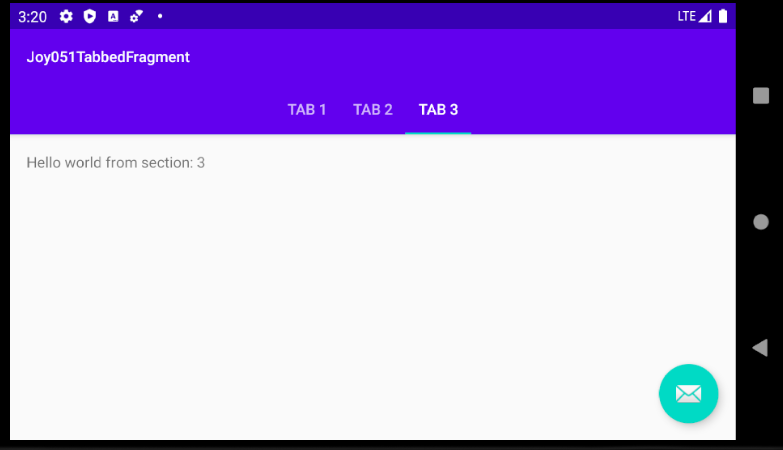 3:20 A LTE
Joy051TabbedFragment
TAB 1 TAB 2 TAB 3
Hello world from section: 3